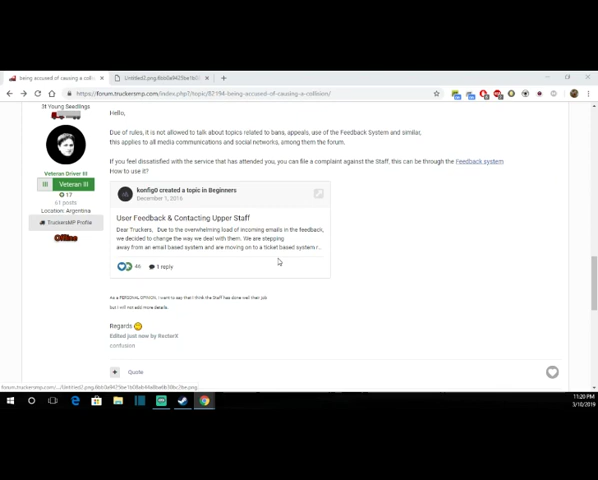 being accused of causing a coll
Untitled2.png.6bb0a9425be1b0
https://forum.truckersmp.com/index.php?/topic/82194-being-accused-of-causing-a-collision/
Young Seedlings
Hello,
Due of rules, it is not allowed to talk about topics related to bans, appeals, use of the Feedback System and similar,
this applies to all media communications and social networks, among them the forum.
If you feel dissatisfied with the service that has attended you, you can file a complaint against the Staff, this can be through the Feedback system
How to use it?
Veteran Driver III
III Veteran III
17
61 posts
Location: Argentina
TruckersMP Profile
Offline
konfig0 created a topic in Beginners
December 1, 2016
User Feedback & Contacting Upper Staff
Dear Truckers, Due to the overwhelming load of incoming emails in the feedback,
we decided to change the way we deal with them. We are stepping
away from an email based system and are moving on to a ticket based system
1 reply
As a PERSONAL OPINION, I want to say that I think the Staff has done well their job
but I will not add more details.
Regards
Edited just now by RecterX
confusion
Quote
11:20 PM
3/10/2019